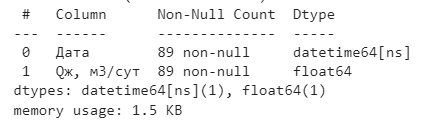 #   Column      Non-Null Count  Dtype
---  ------      --------------  -----
0   Дата        89 non-null     datetime64[ns]
1   Qж, м3/сут  89 non-null     float64
dtypes: datetime64[ns](1), float64(1)
memory usage: 1.5 KB